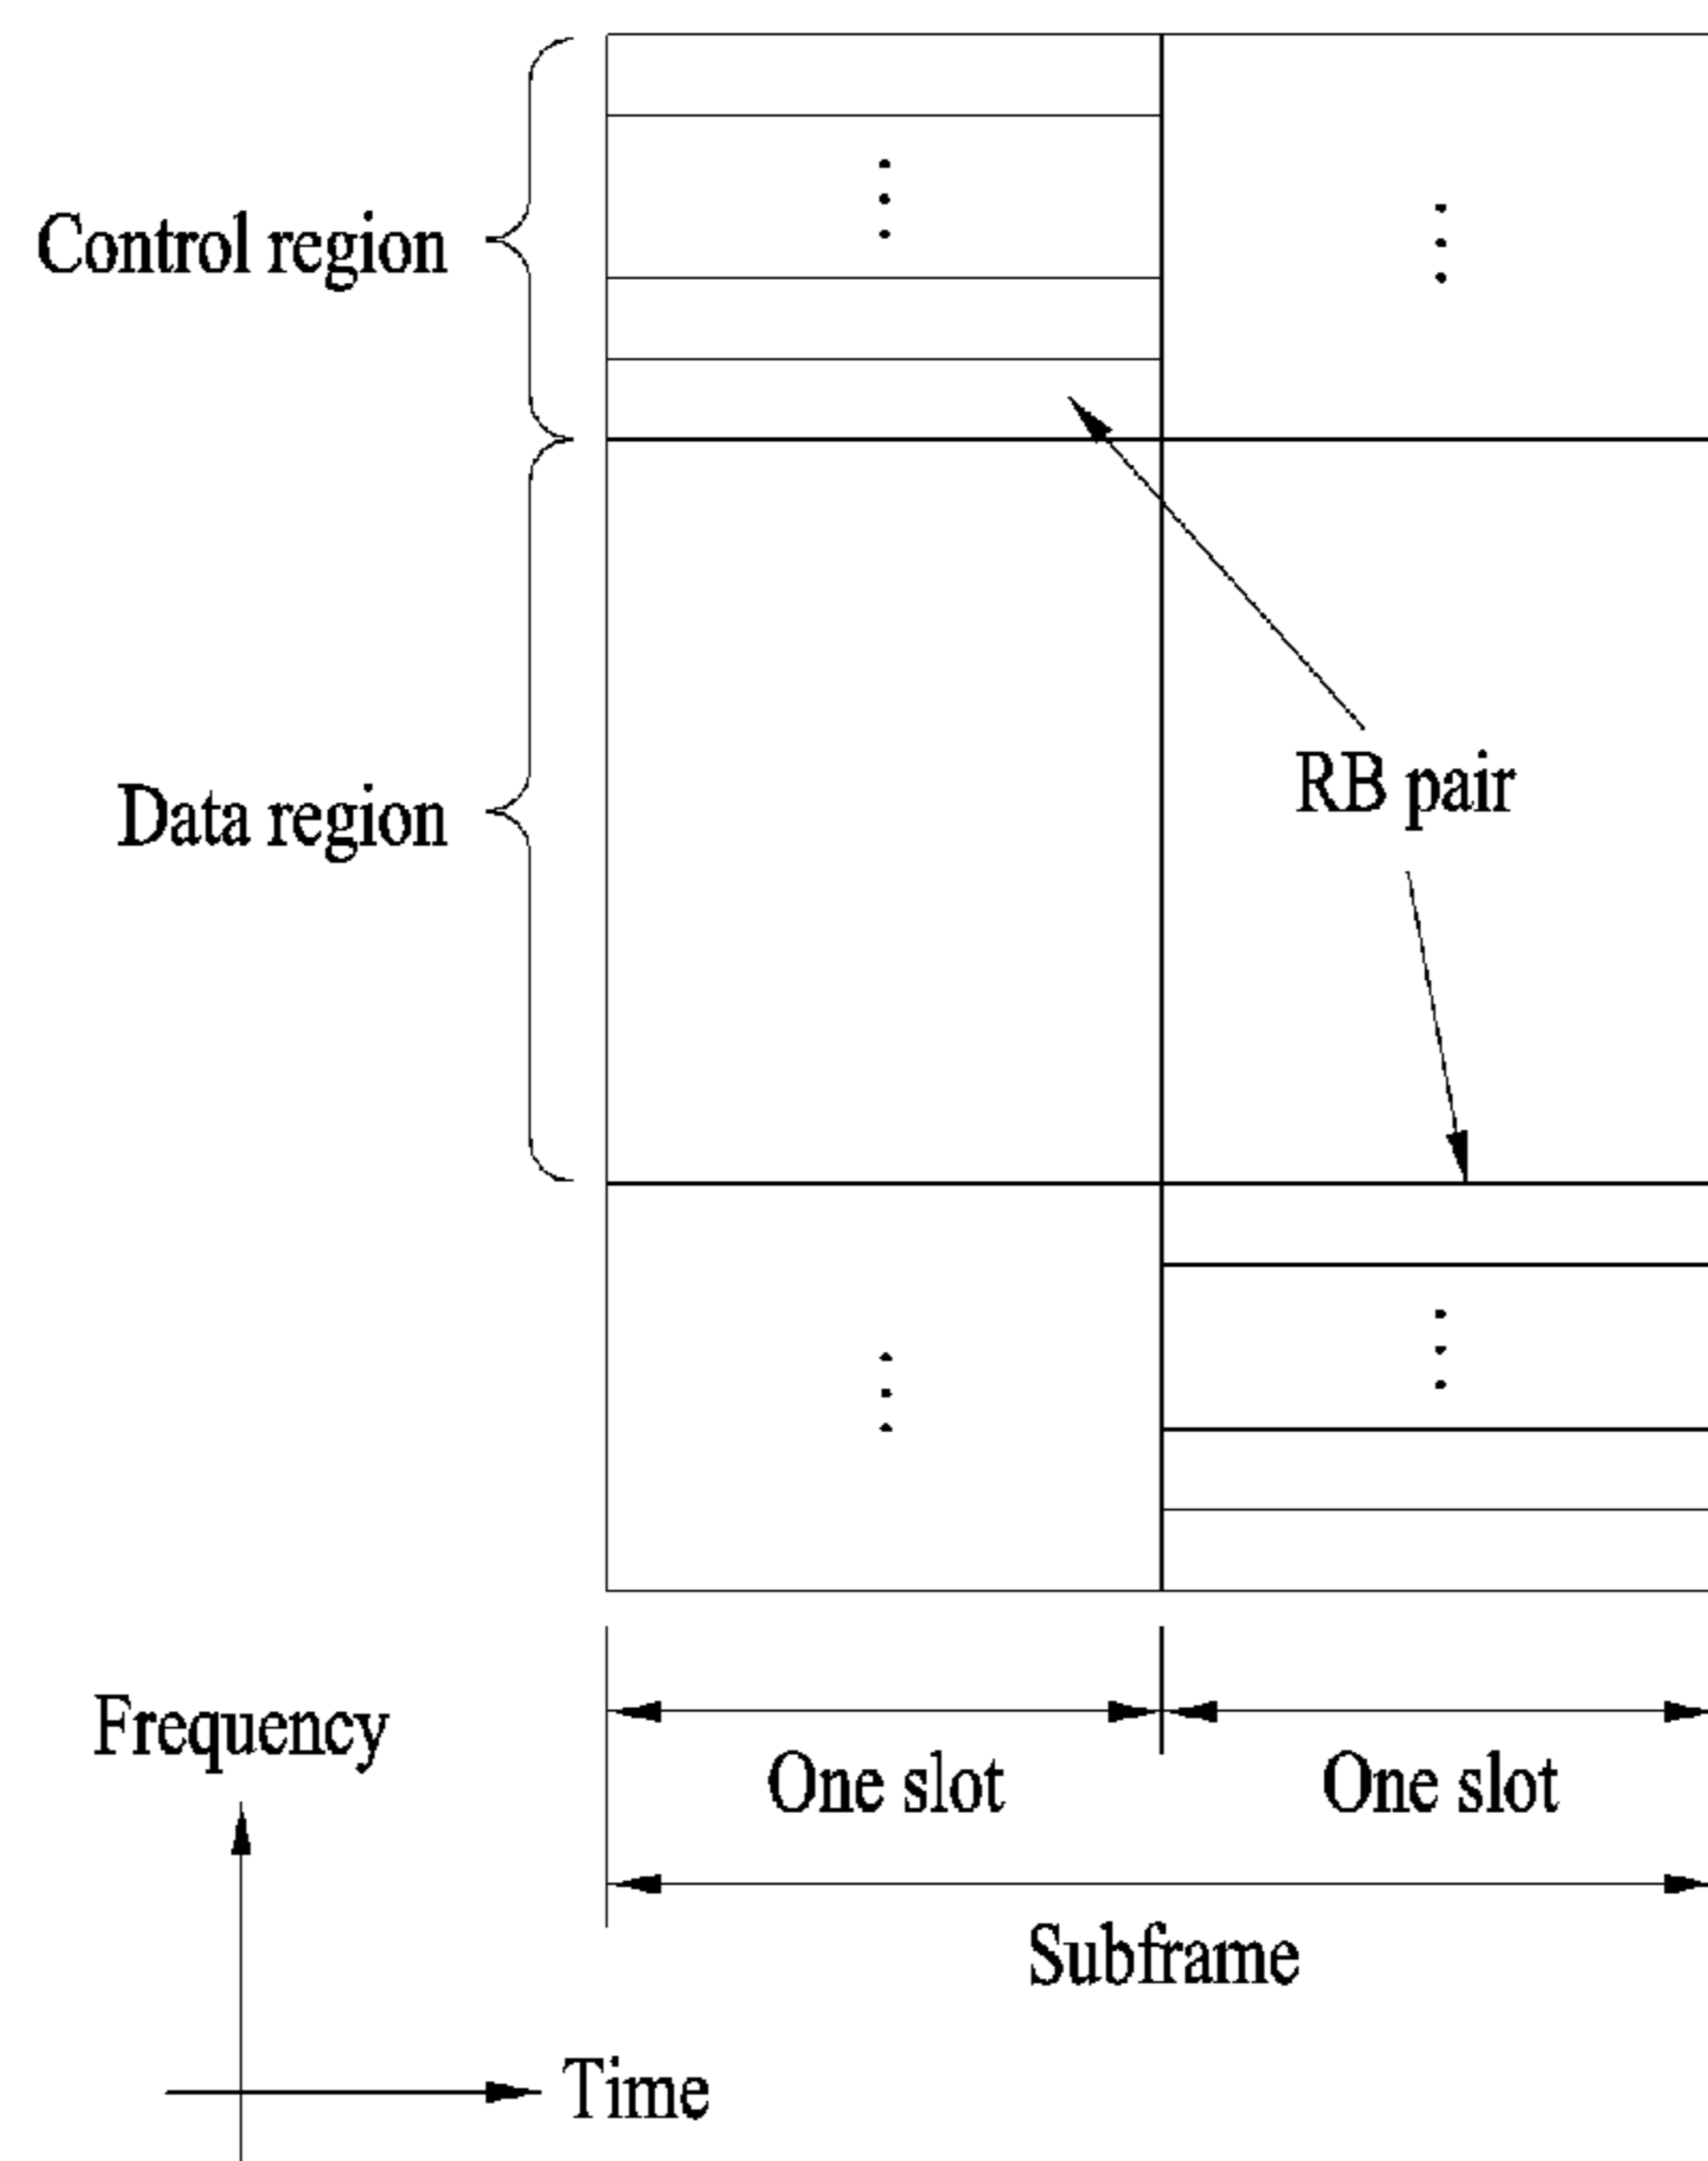 Control region
Data region
RB pair
Frequency
One slot
One slot
Subframe
Time